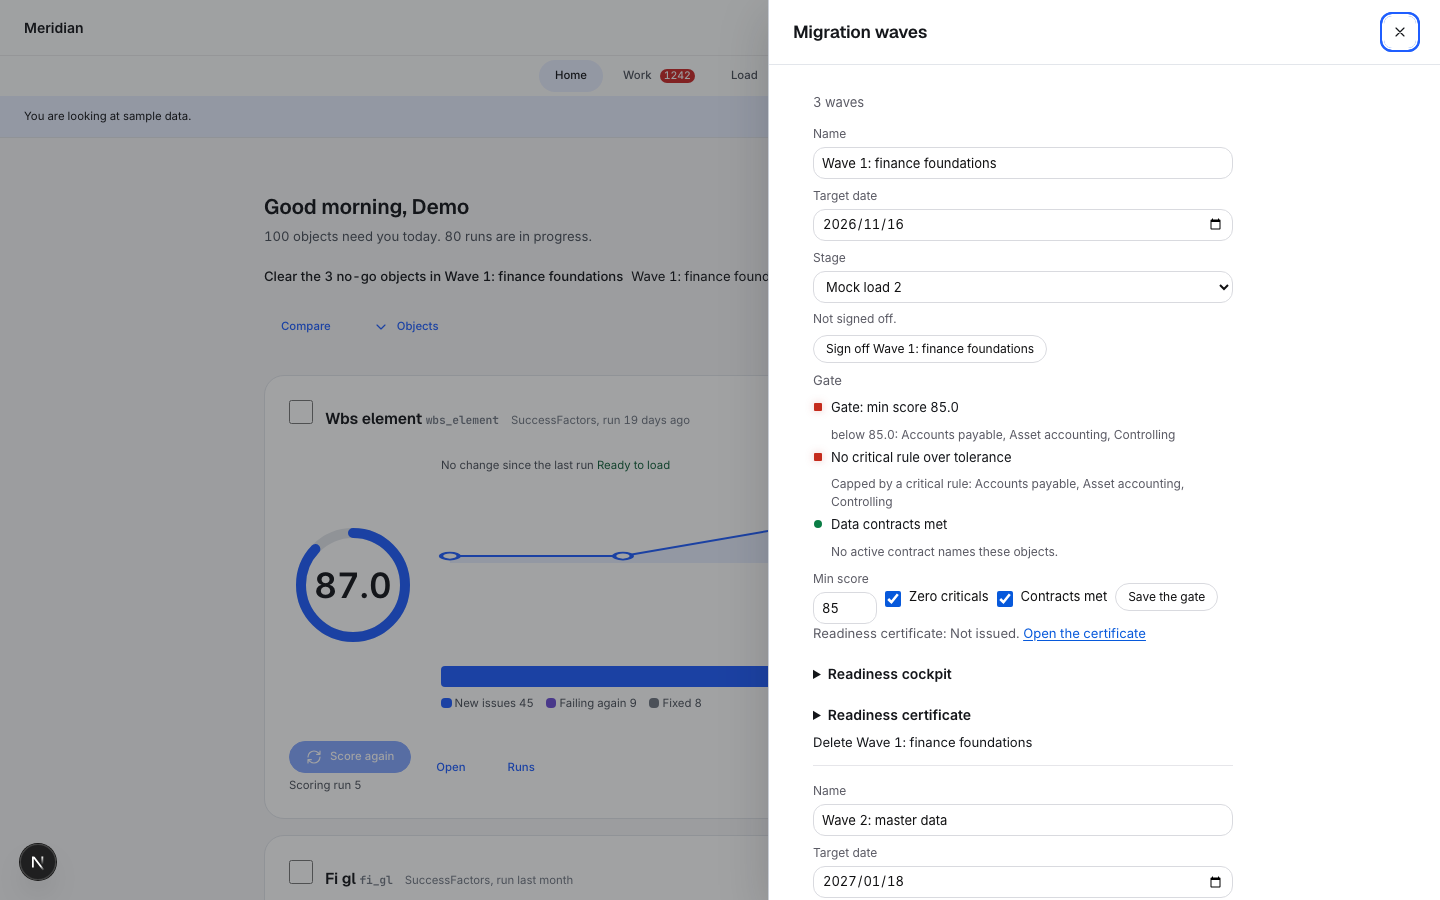 Meridian
Home
Work 1242
Load
You are looking at sample data.
Good morning, Demo
100 objects need you today. 80 runs are in progress.
Clear the 3 no-go objects in Wave 1: finance foundations Wave 1: finance found
Compare
Objects
Wbs element wbs_element SuccessFactors, run 19 days ago
No change since the last run Ready to load
87.0
New issues 45 Failing again 9 Fixed 8
Score again
Open
Runs
Scoring run 5
N
Fi gl fi_gl SuccessFactors, run last month
Migration waves
3 waves
Name
Wave 1: finance foundations
Target date
2026/11/16
Stage
Mock load 2
Not signed off.
Sign off Wave 1: finance foundations
Gate
Gate: min score 85.0
below 85.0: Accounts payable, Asset accounting, Controlling
No critical rule over tolerance
Capped by a critical rule: Accounts payable, Asset accounting,
Controlling
Data contracts met
No active contract names these objects.
Min score
85
Zero criticals
Contracts met
Save the gate
Readiness certificate: Not issued. Open the certificate
Readiness cockpit
Readiness certificate
Delete Wave 1: finance foundations
Name
Wave 2: master data
Target date
2027/01/18